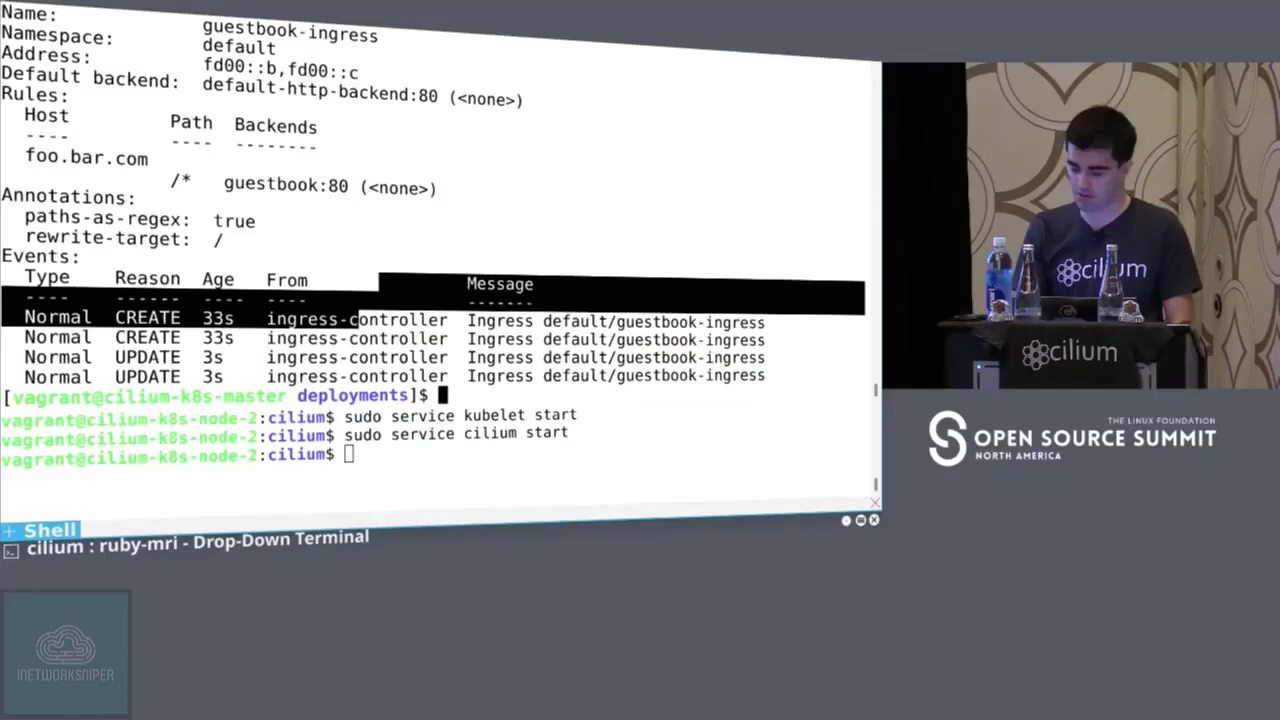 Name: guestbook-ingress
Namespace: default
Address: fd00::b,fd00::c
Default backend: default-http-backend:80 (<none>)
Rules:
Host Path Backends
---- ---- --------
foo.bar.com
/* guestbook:80 (<none>)
Annotations:
paths-as-regex: true
rewrite-target: /
Events:
Type Reason Age From Message
---- ------ ---- ---- -------
Normal CREATE 33s ingress-controller Ingress default/guestbook-ingress
Normal CREATE 33s ingress-controller Ingress default/guestbook-ingress
Normal UPDATE 3s ingress-controller Ingress default/guestbook-ingress
Normal UPDATE 3s ingress-controller Ingress default/guestbook-ingress
[vagrant@cilium-k8s-master deployments]$
vagrant@cilium-k8s-node-2:cilium$ sudo service kubelet start
vagrant@cilium-k8s-node-2:cilium$ sudo service cilium start
vagrant@cilium-k8s-node-2:cilium$
+ Shell
cilium : ruby-mri - Drop-Down Terminal
cilium
cilium
THE LINUX FOUNDATION
OPEN SOURCE SUMMIT
NORTH AMERICA
INETWORKSNIPER